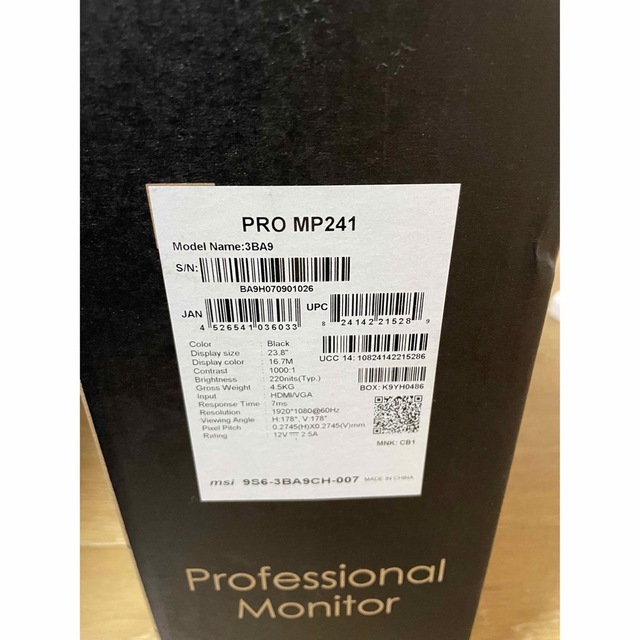 PRO MP241
Model Name:3BA9
S/N:
BA9H070901026
JAN
4 526541 036033
UPC
8 24142 21528 9
Color : Black
Display size : 23.8"
Display color : 16.7M
Contrast : 1000:1
Brightness : 220nits(Typ.)
Gross Weight : 4.5KG
Input : HDMI/VGA
Response Time : 7ms
Resolution : 1920*1080@60Hz
Viewing Angle : H:178°, V:178°
Pixel Pitch : 0.2745(H)X0.2745(V)mm
Rating : 12V⎓ 2.5A
UCC 14: 10824142215286
BOX: K9YH0486
MNK: CB1
msi 9S6-3BA9CH-007 MADE IN CHINA
Professional
Monitor